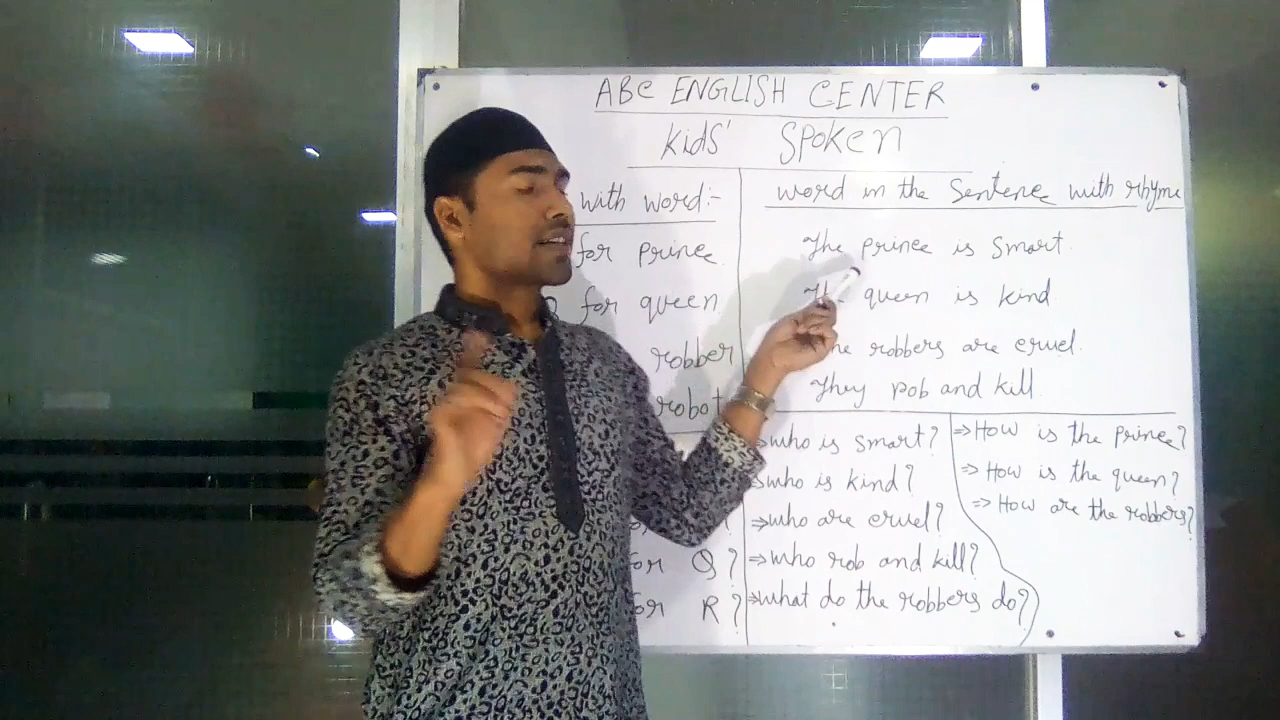 ABC ENGLISH CENTER
Kids' SPOKEN
with word:-
for prince.
for queen
robber
robot
for Q?
for R?
word in the Sentence with rhyme
The prince is smart.
The queen is kind
The robbers are cruel.
They rob and kill.
⇒who is smart?
⇒who is kind?
⇒who are cruel?
⇒who rob and kill?
⇒what do the robbers do?
⇒How is the prince?
⇒How is the queen?
⇒How are the robbers?